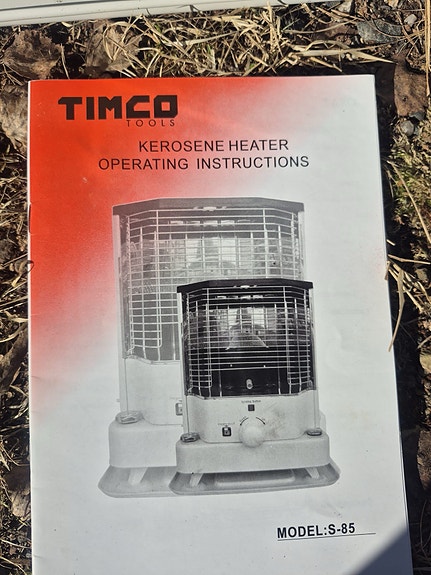 TIMCO
TOOLS
KEROSENE HEATER
OPERATING INSTRUCTIONS
MODEL:S-85